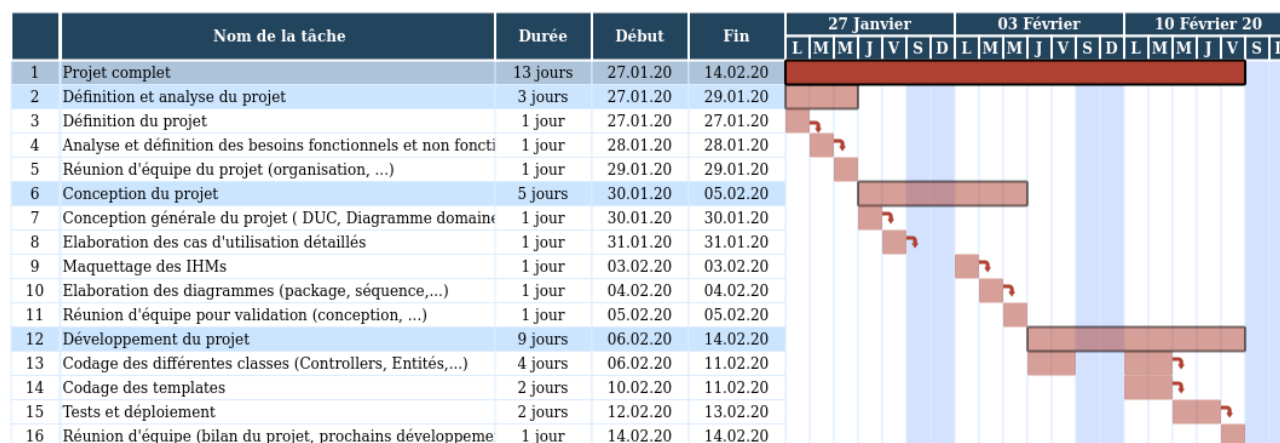 Nom de la tâche Durée Début Fin 27 Janvier 03 Février 10 Février 20
L M M J V S D L M M J V S D L M M J V S
1 Projet complet 13 jours 27.01.20 14.02.20
2 Définition et analyse du projet 3 jours 27.01.20 29.01.20
3 Définition du projet 1 jour 27.01.20 27.01.20
4 Analyse et définition des besoins fonctionnels et non foncti 1 jour 28.01.20 28.01.20
5 Réunion d'équipe du projet (organisation, ...) 1 jour 29.01.20 29.01.20
6 Conception du projet 5 jours 30.01.20 05.02.20
7 Conception générale du projet ( DUC, Diagramme domaine 1 jour 30.01.20 30.01.20
8 Elaboration des cas d'utilisation détaillés 1 jour 31.01.20 31.01.20
9 Maquettage des IHMs 1 jour 03.02.20 03.02.20
10 Elaboration des diagrammes (package, séquence,...) 1 jour 04.02.20 04.02.20
11 Réunion d'équipe pour validation (conception, ...) 1 jour 05.02.20 05.02.20
12 Développement du projet 9 jours 06.02.20 14.02.20
13 Codage des différentes classes (Controllers, Entités,...) 4 jours 06.02.20 11.02.20
14 Codage des templates 2 jours 10.02.20 11.02.20
15 Tests et déploiement 2 jours 12.02.20 13.02.20
16 Réunion d'équipe (bilan du projet, prochains développeme 1 jour 14.02.20 14.02.20